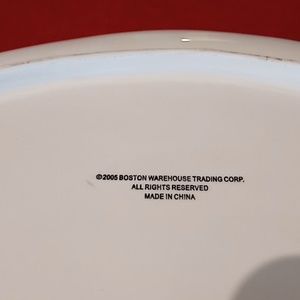 ©2005 BOSTON WAREHOUSE TRADING CORP.
ALL RIGHTS RESERVED
MADE IN CHINA